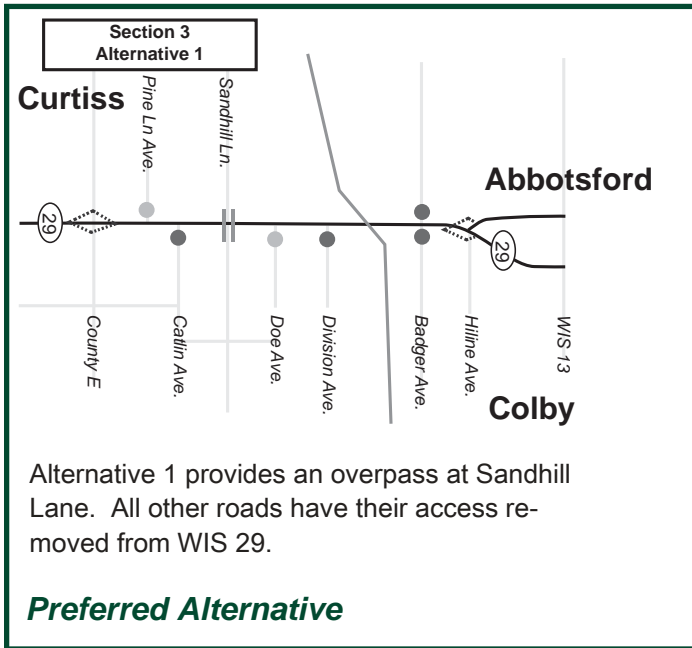 Section 3
Alternative 1
Curtiss
Pine Ln Ave.
Sandhill Ln.
Abbotsford
29
29
County E
Catlin Ave.
Doe Ave.
Division Ave.
Badger Ave.
Hiline Ave.
WIS 13
Colby
Alternative 1 provides an overpass at Sandhill
Lane. All other roads have their access re-
moved from WIS 29.
Preferred Alternative